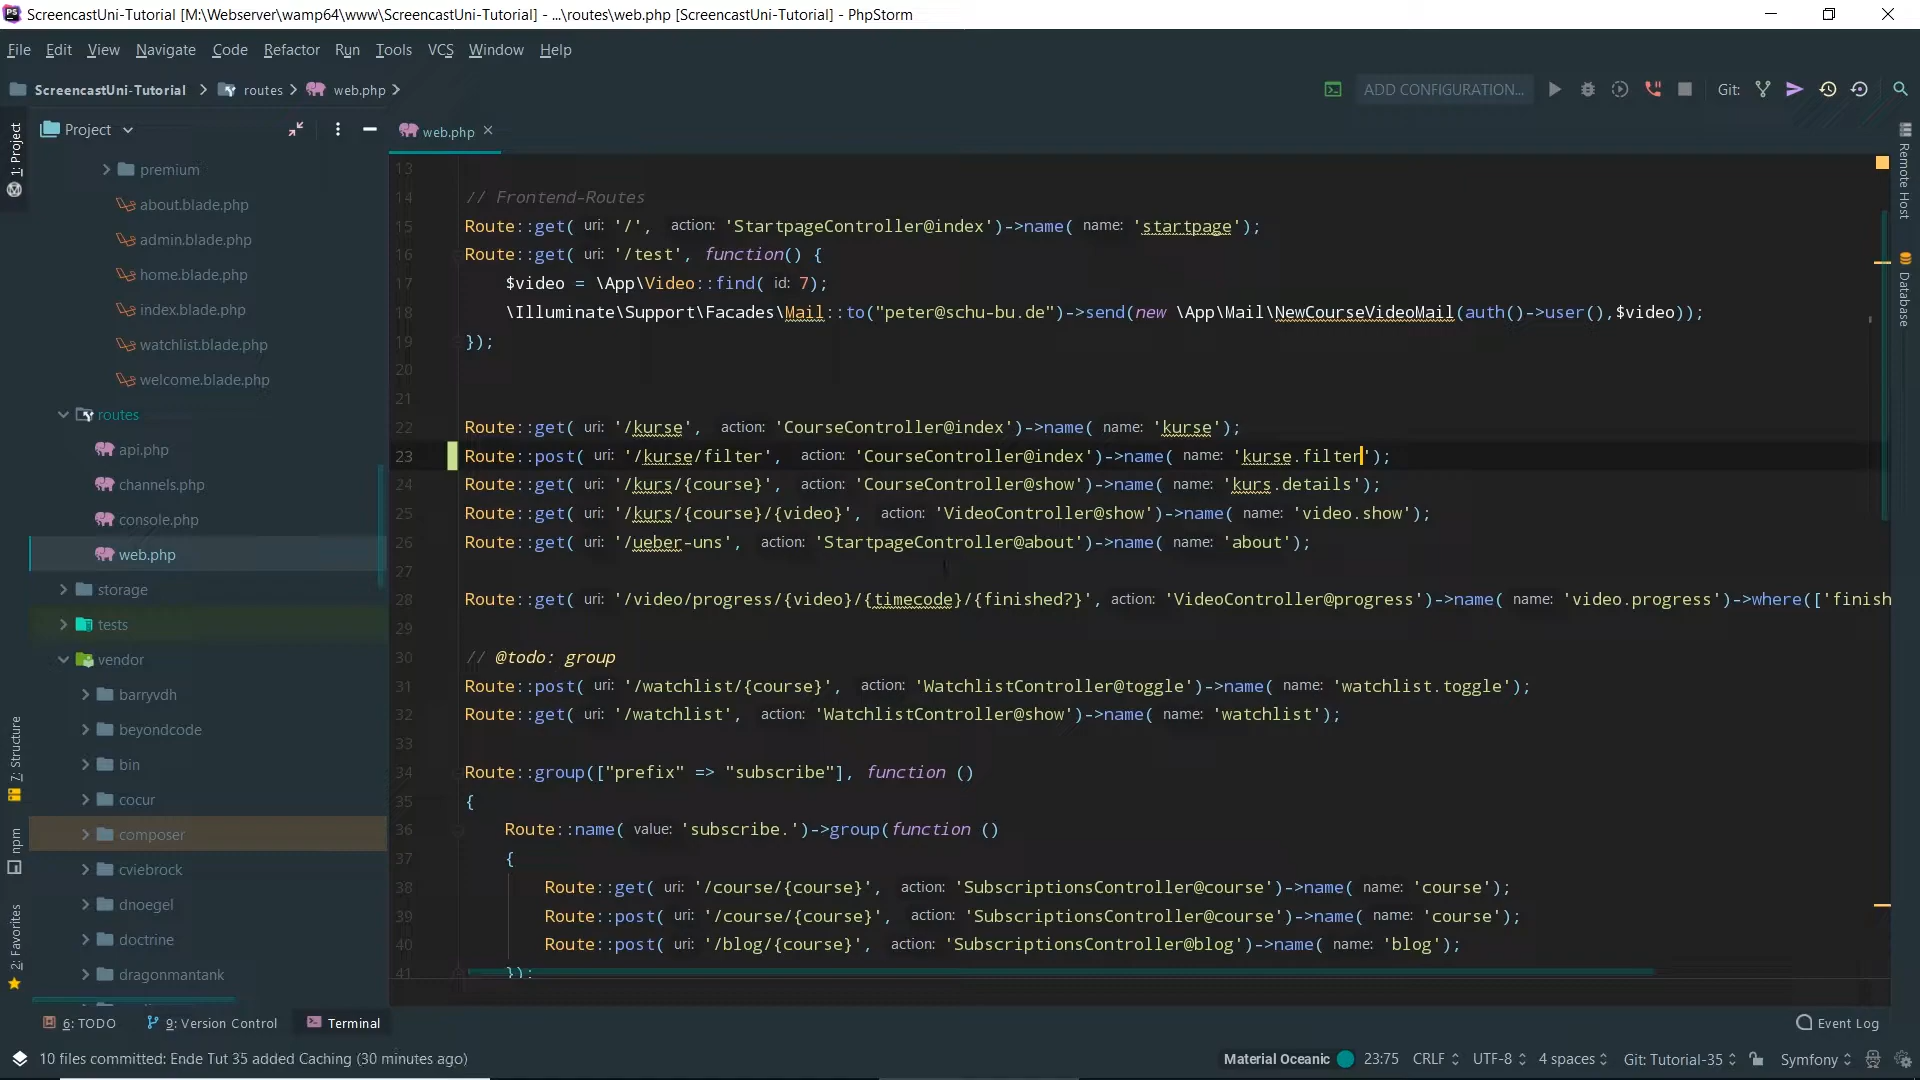 ScreencastUni-Tutorial [M:\Webserver\wamp64\www\ScreencastUni-Tutorial] - ...\routes\web.php [ScreencastUni-Tutorial] - PhpStorm
File Edit View Navigate Code Refactor Run Tools VCS Window Help
ScreencastUni-Tutorial routes web.php ADD CONFIGURATION... Git:
1: Project
Project
premium
about.blade.php
admin.blade.php
home.blade.php
index.blade.php
watchlist.blade.php
welcome.blade.php
routes
api.php
channels.php
console.php
web.php
storage
tests
vendor
barryvdh
beyondcode
bin
cocur
composer
cviebrock
dnoegel
doctrine
dragonmantank
7: Structure
npm
2: Favorites
web.php
13
14 // Frontend-Routes
15 Route::get( uri: '/', action: 'StartpageController@index')->name( name: 'startpage');
16 Route::get( uri: '/test', function() {
17 $video = \App\Video::find( id: 7);
18 \Illuminate\Support\Facades\Mail::to("peter@schu-bu.de")->send(new \App\Mail\NewCourseVideoMail(auth()->user(),$video));
19 });
20
21
22 Route::get( uri: '/kurse', action: 'CourseController@index')->name( name: 'kurse');
23 Route::post( uri: '/kurse/filter', action: 'CourseController@index')->name( name: 'kurse.filter');
24 Route::get( uri: '/kurs/{course}', action: 'CourseController@show')->name( name: 'kurs.details');
25 Route::get( uri: '/kurs/{course}/{video}', action: 'VideoController@show')->name( name: 'video.show');
26 Route::get( uri: '/ueber-uns', action: 'StartpageController@about')->name( name: 'about');
27
28 Route::get( uri: '/video/progress/{video}/{timecode}/{finished?}', action: 'VideoController@progress')->name( name: 'video.progress')->where(['finish
29
30 // @todo: group
31 Route::post( uri: '/watchlist/{course}', action: 'WatchlistController@toggle')->name( name: 'watchlist.toggle');
32 Route::get( uri: '/watchlist', action: 'WatchlistController@show')->name( name: 'watchlist');
33
34 Route::group(["prefix" => "subscribe"], function ()
35 {
36 Route::name( value: 'subscribe.')->group(function ()
37 {
38 Route::get( uri: '/course/{course}', action: 'SubscriptionsController@course')->name( name: 'course');
39 Route::post( uri: '/course/{course}', action: 'SubscriptionsController@course')->name( name: 'course');
40 Route::post( uri: '/blog/{course}', action: 'SubscriptionsController@blog')->name( name: 'blog');
41 });
Remote Host
Database
6: TODO 9: Version Control Terminal Event Log
10 files committed: Ende Tut 35 added Caching (30 minutes ago) Material Oceanic 23:75 CRLF UTF-8 4 spaces Git: Tutorial-35 Symfony